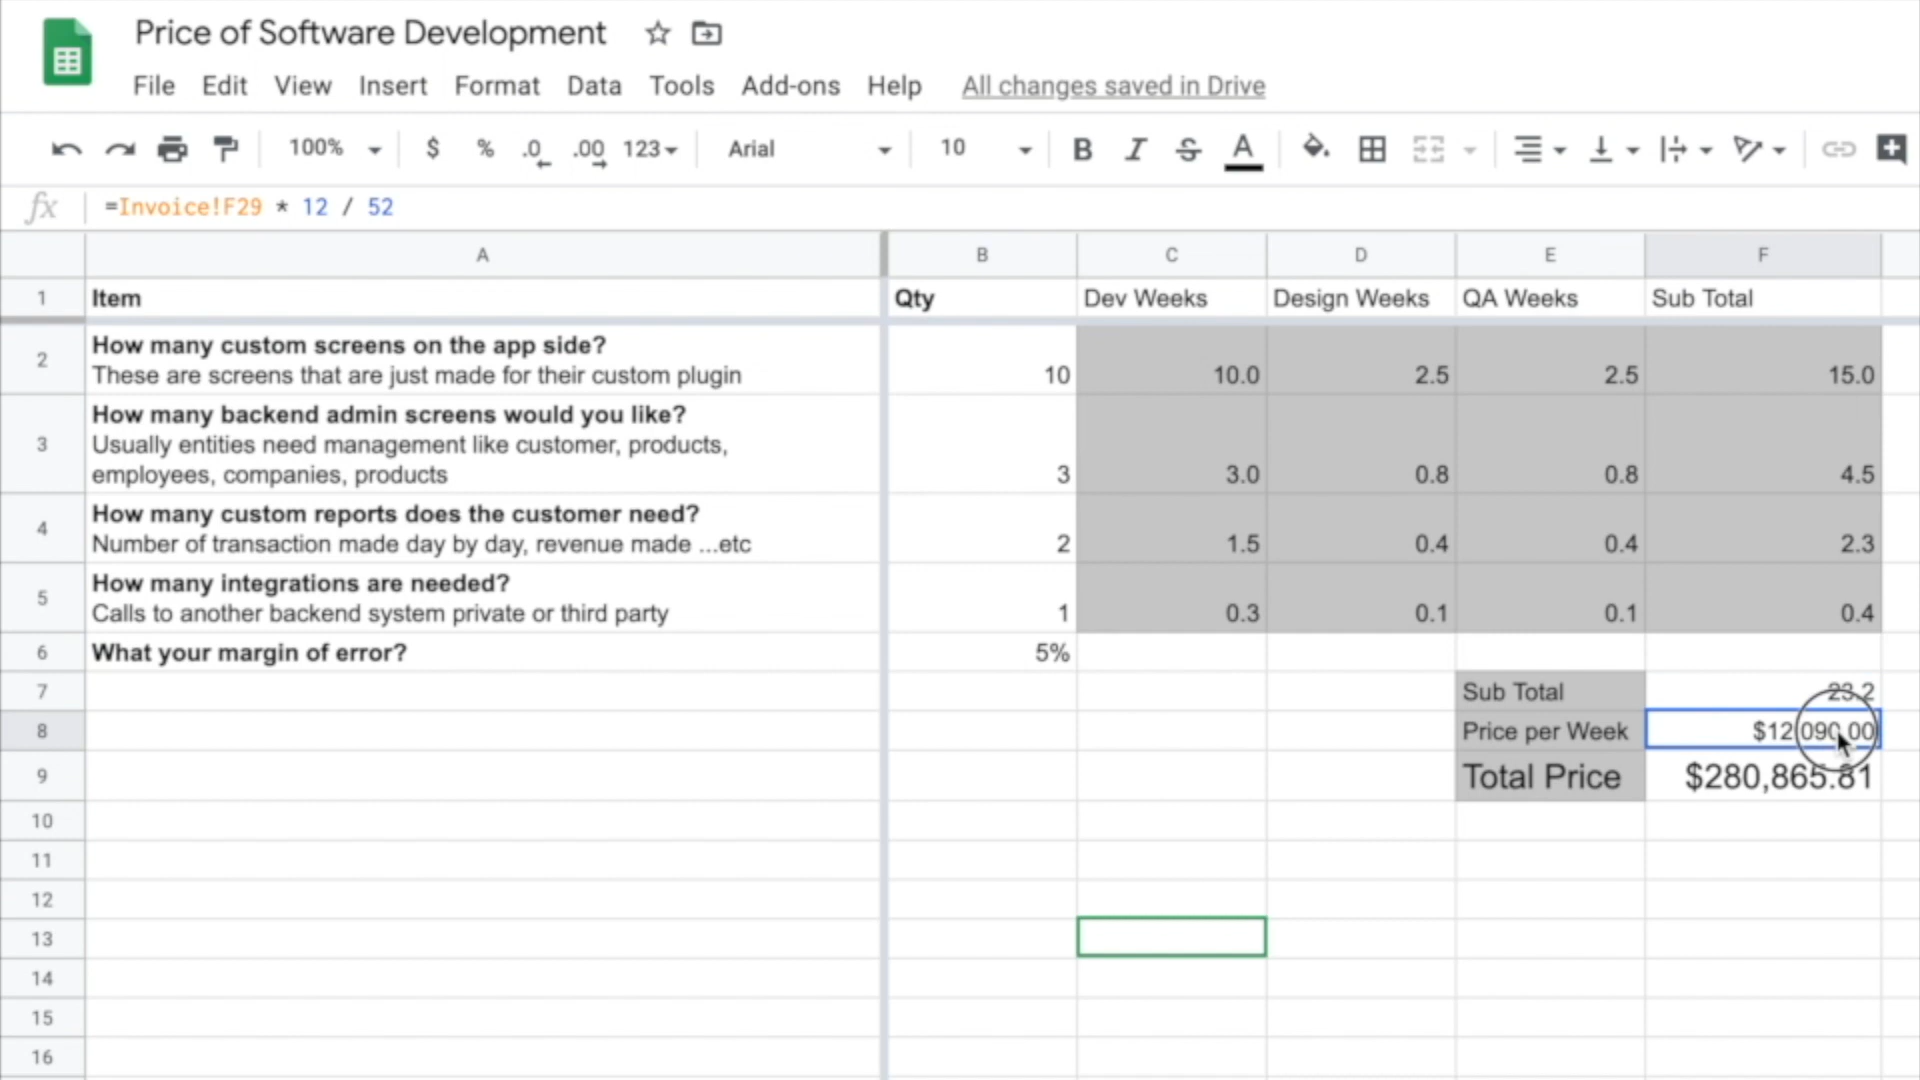 Price of Software Development
File Edit View Insert Format Data Tools Add-ons Help All changes saved in Drive
100% $ % .0 .00 123 Arial 10 B I S A
fx =Invoice!F29 * 12 / 52
A B C D E F
1 Item Qty Dev Weeks Design Weeks QA Weeks Sub Total
How many custom screens on the app side?
2 These are screens that are just made for their custom plugin 10 10.0 2.5 2.5 15.0
How many backend admin screens would you like?
3 Usually entities need management like customer, products,
employees, companies, products 3 3.0 0.8 0.8 4.5
How many custom reports does the customer need?
4 Number of transaction made day by day, revenue made ...etc 2 1.5 0.4 0.4 2.3
How many integrations are needed?
5 Calls to another backend system private or third party 1 0.3 0.1 0.1 0.4
6 What your margin of error? 5%
7 Sub Total 23.2
8 Price per Week $12,090.00
9 Total Price $280,865.81
10
11
12
13
14
15
16